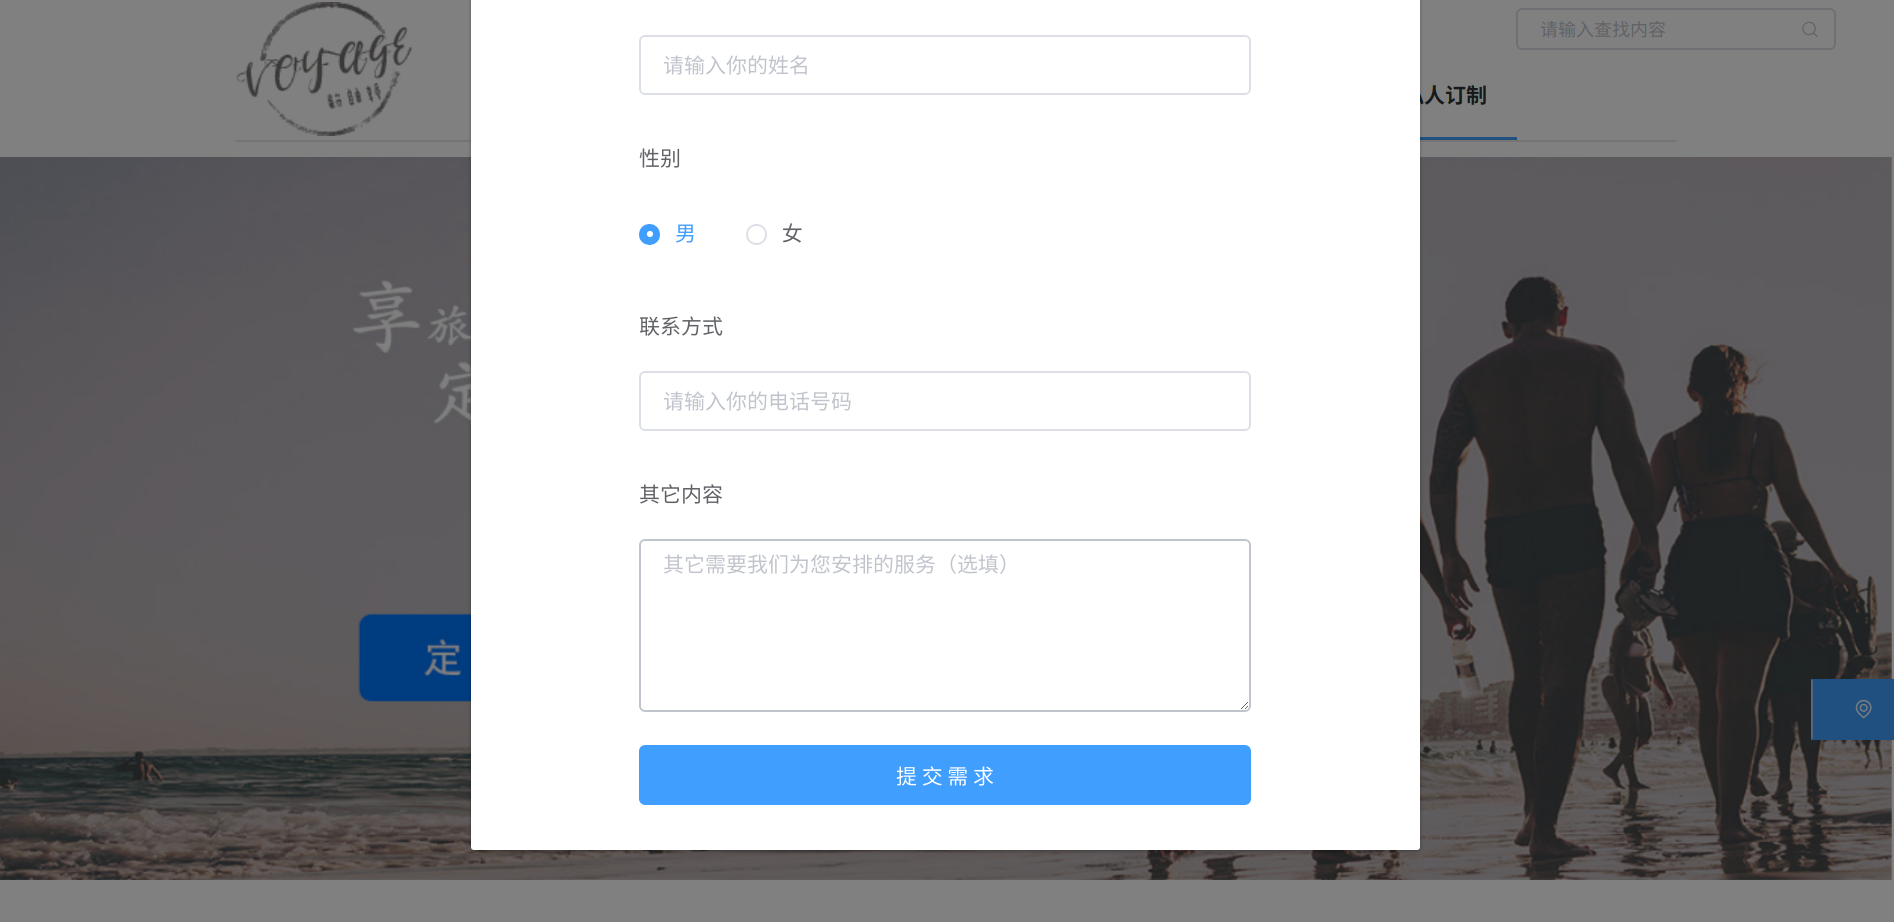 voyage
请输入查找内容
人订制
请输入你的姓名
性别
男
女
享旅
定
联系方式
请输入你的电话号码
其它内容
其它需要我们为您安排的服务（选填）
定
提交需求